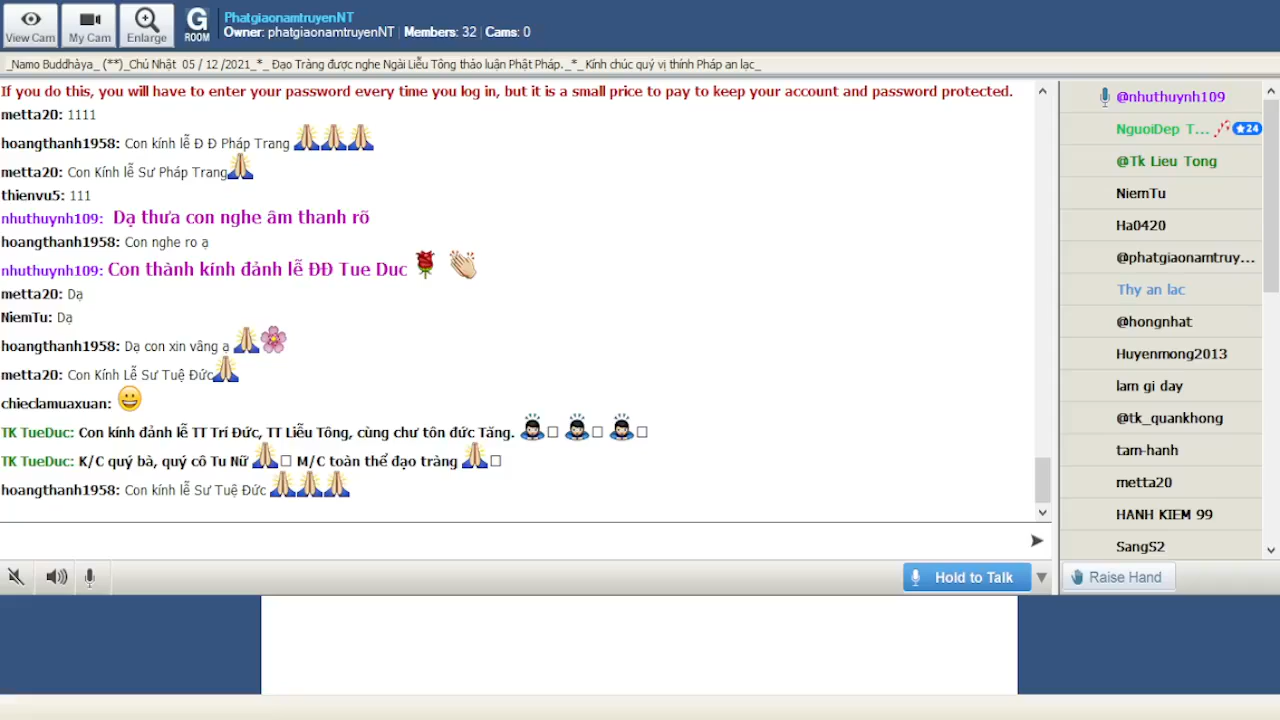 View Cam
My Cam
Enlarge
G
ROOM
PhatgiaonamtruyenNT
Owner: phatgiaonamtruyenNT | Members: 32 | Cams: 0
_Namo Buddhàya_ (**)_Chủ Nhật 05 / 12 /2021_*_ Đạo Tràng được nghe Ngài Liễu Tông thảo luận Phật Pháp._*_Kính chúc quý vị thính Pháp an lạc_
If you do this, you will have to enter your password every time you log in, but it is a small price to pay to keep your account and password protected.
metta20: 1111
hoangthanh1958: Con kính lễ Đ Đ Pháp Trang 🙏🙏🙏
metta20: Con Kính lễ Sư Pháp Trang🙏
thienvu5: 111
nhuthuynh109: Dạ thưa con nghe âm thanh rõ
hoangthanh1958: Con nghe ro ạ
nhuthuynh109: Con thành kính đảnh lễ ĐĐ Tue Duc 🌹 👏
metta20: Dạ
NiemTu: Dạ
hoangthanh1958: Dạ con xin vâng ạ 🙏🌸
metta20: Con Kính Lễ Sư Tuệ Đức🙏
chieclamuaxuan: 😀
TK TueDuc: Con kính đảnh lễ TT Trí Đức, TT Liễu Tông, cùng chư tôn đức Tăng. 🙇□ 🙇□ 🙇□
TK TueDuc: K/C quý bà, quý cô Tu Nữ 🙏□ M/C toàn thể đạo tràng 🙏□
hoangthanh1958: Con kính lễ Sư Tuệ Đức 🙏🙏🙏
Hold to Talk
@nhuthuynh109
NguoiDep T... 24
@Tk Lieu Tong
NiemTu
Ha0420
@phatgiaonamtruy...
Thy an lac
@hongnhat
Huyenmong2013
lam gi day
@tk_quankhong
tam-hanh
metta20
HANH KIEM 99
SangS2
Raise Hand